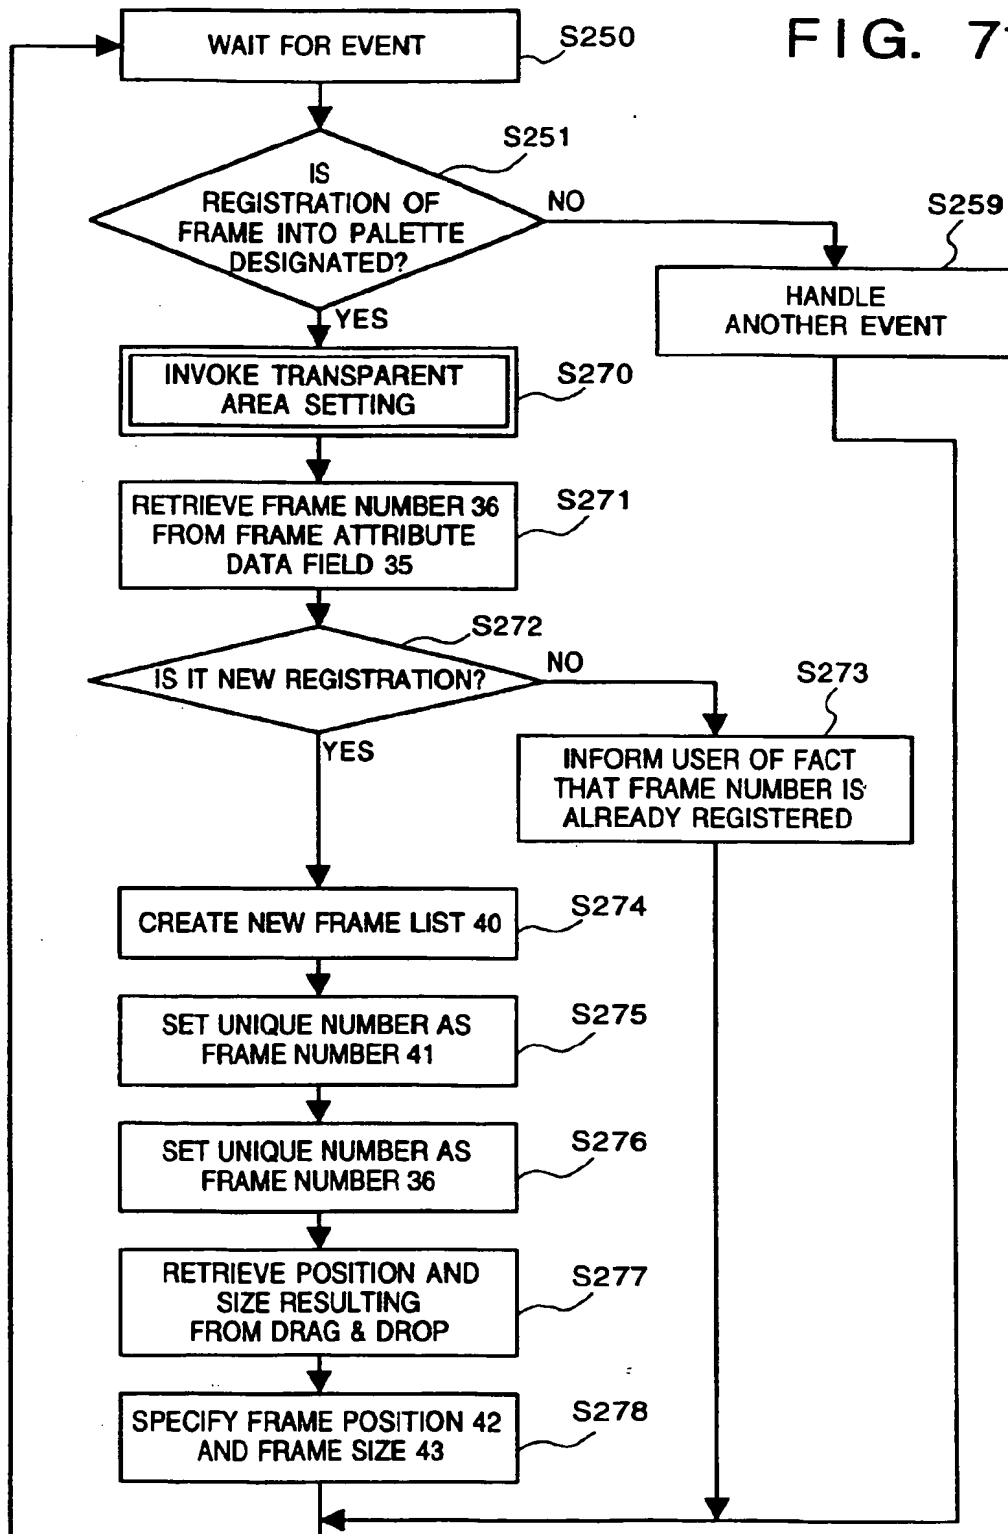 FIG. 7
WAIT FOR EVENT
S250
S251
IS
REGISTRATION OF
FRAME INTO PALETTE
DESIGNATED?
NO
YES
S259
HANDLE
ANOTHER EVENT
INVOKE TRANSPARENT
AREA SETTING
S270
RETRIEVE FRAME NUMBER 36
FROM FRAME ATTRIBUTE
DATA FIELD 35
S271
S272
IS IT NEW REGISTRATION?
NO
YES
S273
INFORM USER OF FACT
THAT FRAME NUMBER IS
ALREADY REGISTERED
CREATE NEW FRAME LIST 40
S274
SET UNIQUE NUMBER AS
FRAME NUMBER 41
S275
SET UNIQUE NUMBER AS
FRAME NUMBER 36
S276
RETRIEVE POSITION AND
SIZE RESULTING
FROM DRAG & DROP
S277
SPECIFY FRAME POSITION 42
AND FRAME SIZE 43
S278